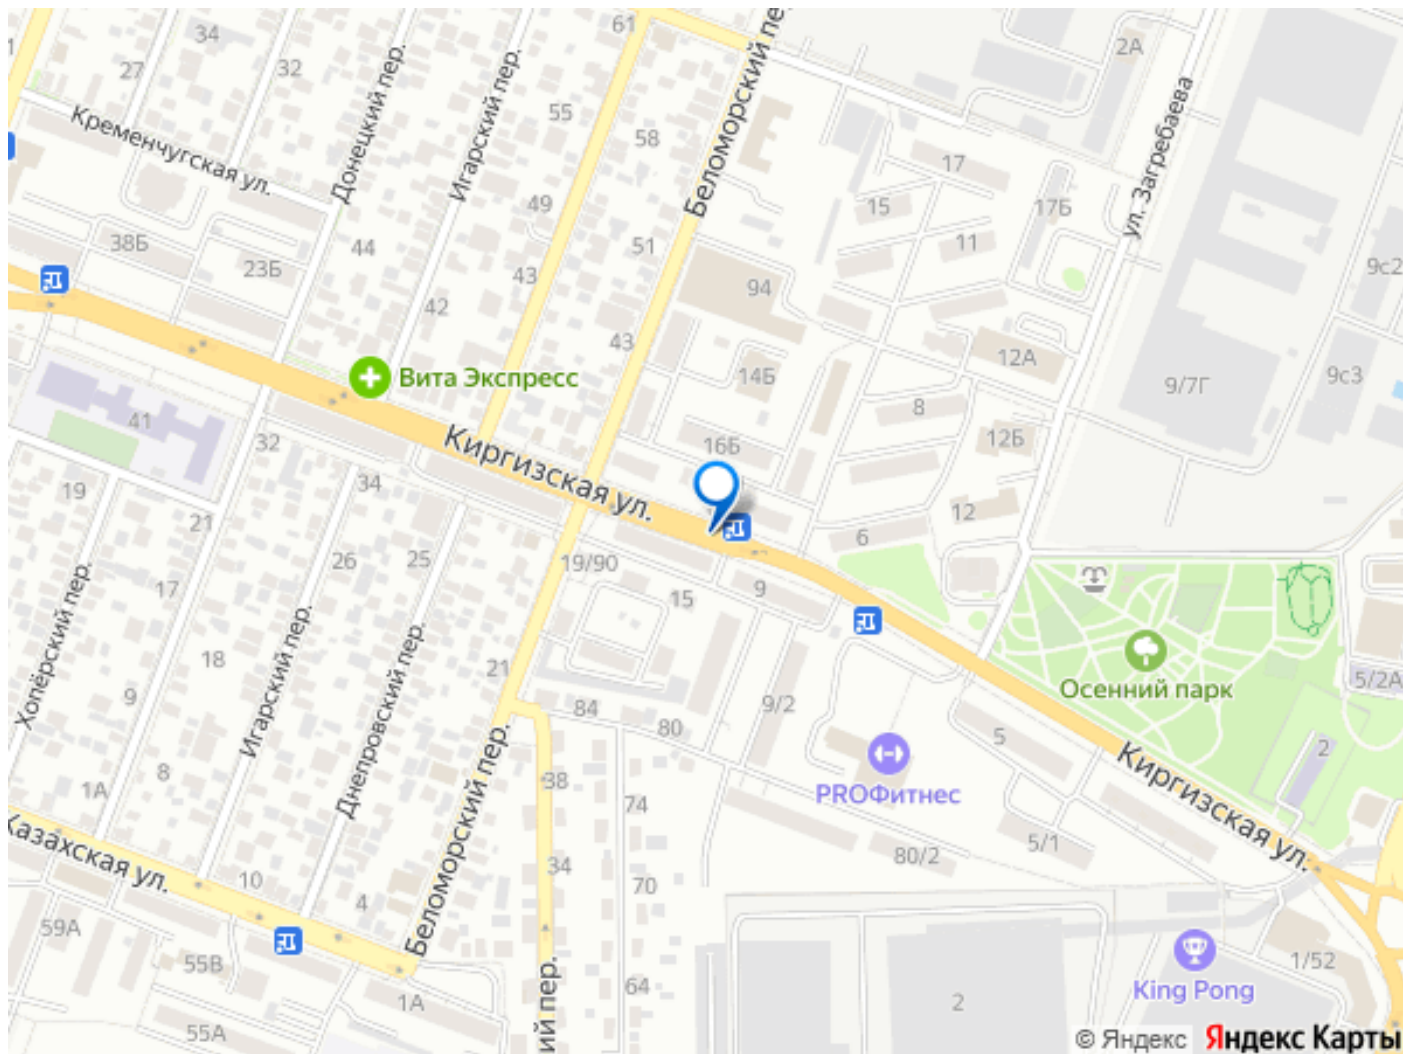 61
2А
34
27
32
Кременчугская ул.
Донецкий пер.
Игарский пер.
55
58
Беломорский пе
ул. Загребаева
17
15
17Б
11
49
51
38Б
23Б
44
43
42
94
9с2
43
14Б
12А
9/7Г
9с3
Вита Экспресс
8
41
32
Киргизская ул.
16Б
12Б
19
34
21
12
6
26
25
19/90
15
9
Хопёрский пер.
17
Игарский пер.
Днепровский пер.
18
9
21
84
80
9/2
Осенний парк
5/2А
5
2
8
1А
38
74
PROФитнес
Киргизская ул.
5/1
80/2
Казахская ул.
10
4
Беломорский пер.
34
70
59А
55В
55А
1А
ий пер.
64
2
King Pong
1/52
© Яндекс Яндекс Карты